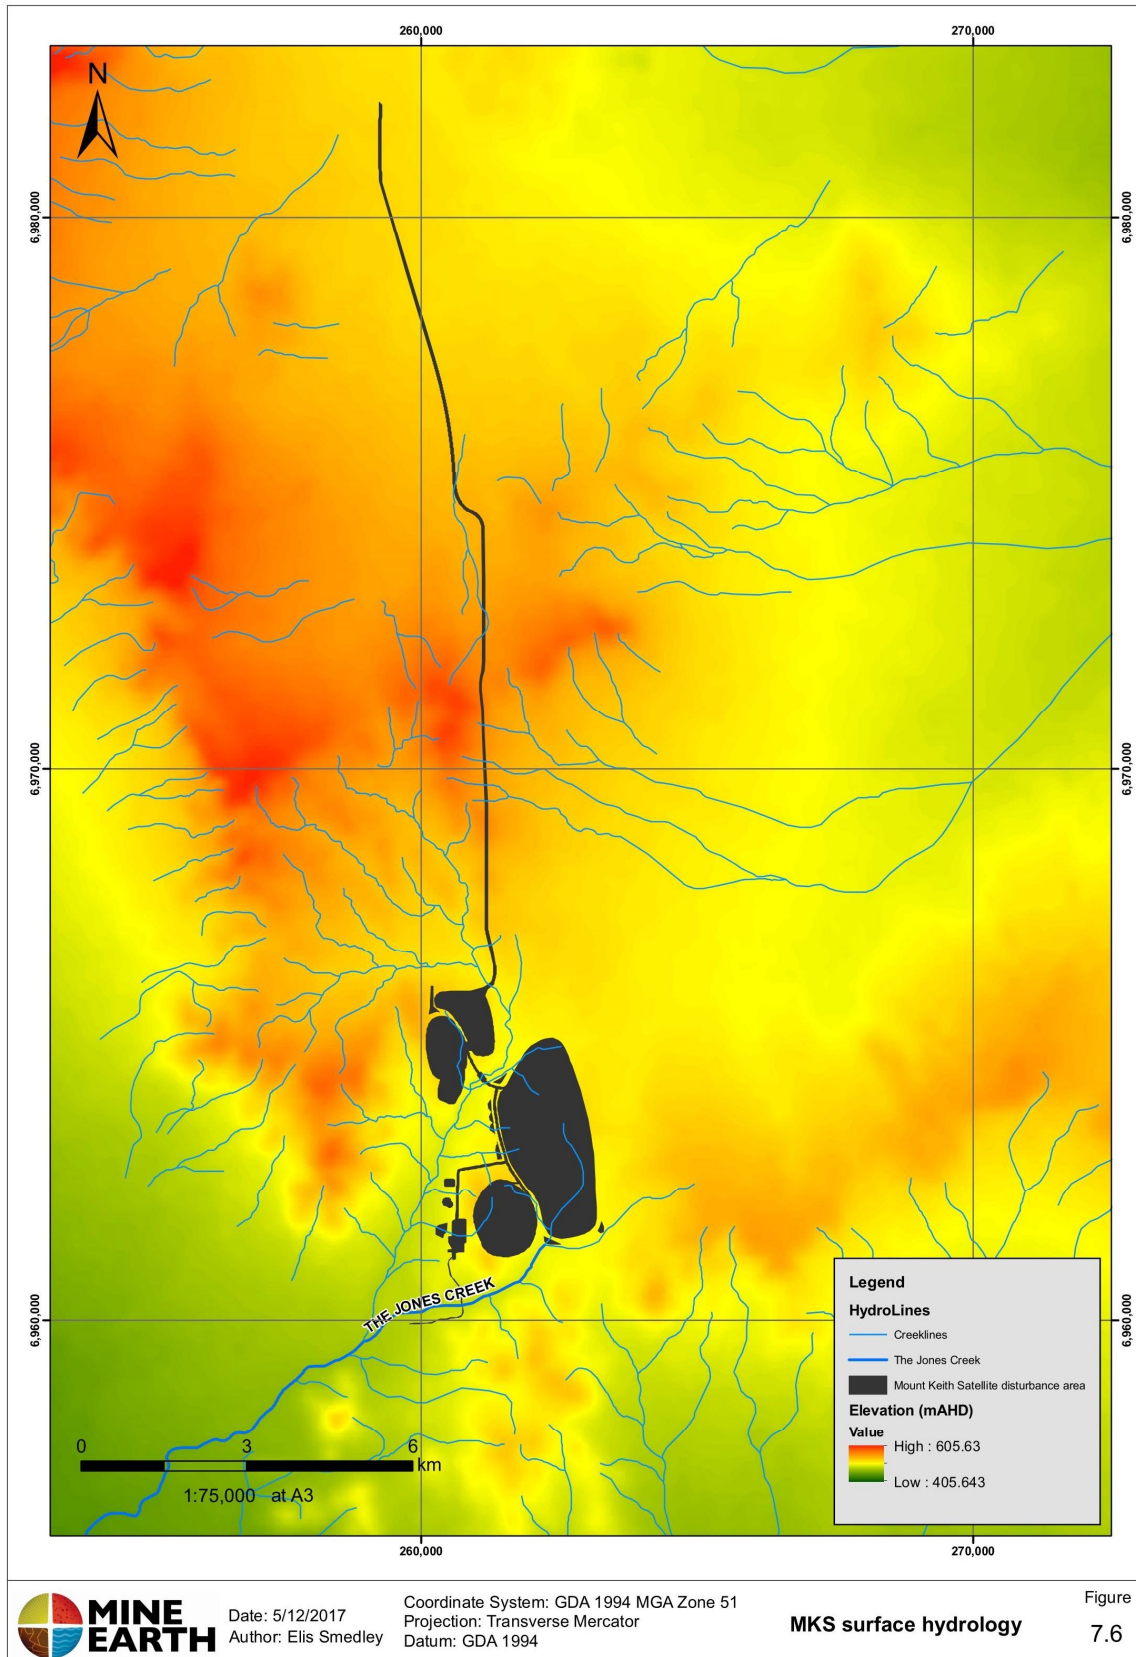 260,000
270,000
N
6,980,000
6,980,000
6,970,000
6,970,000
6,960,000
6,960,000
THE JONES CREEK
0 3 6
km
1:75,000 at A3
Legend
HydroLines
Creeklines
The Jones Creek
Mount Keith Satellite disturbance area
Elevation (mAHD)
Value
High : 605.63
Low : 405.643
260,000
270,000
MINE
EARTH
Date: 5/12/2017
Author: Elis Smedley
Coordinate System: GDA 1994 MGA Zone 51
Projection: Transverse Mercator
Datum: GDA 1994
MKS surface hydrology
Figure
7.6